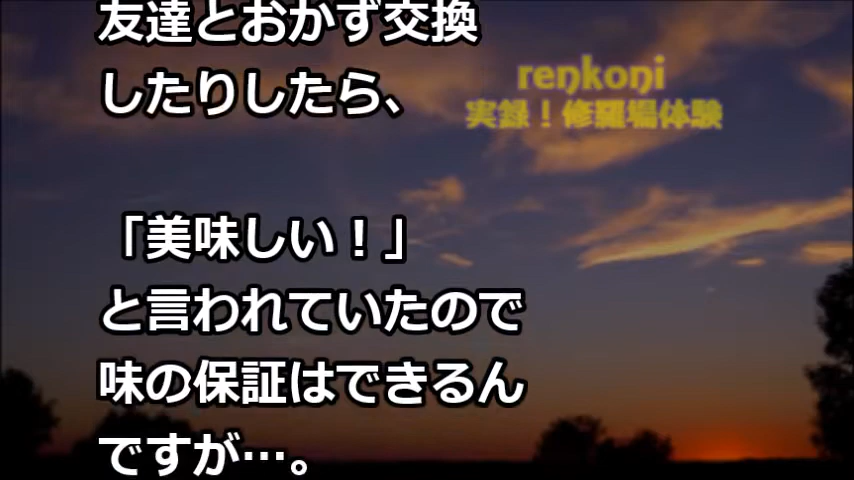 友達とおかず交換
したりしたら、
renkoni
実録！修羅場体験
「美味しい！」
と言われていたので
味の保証はできるん
ですが…。